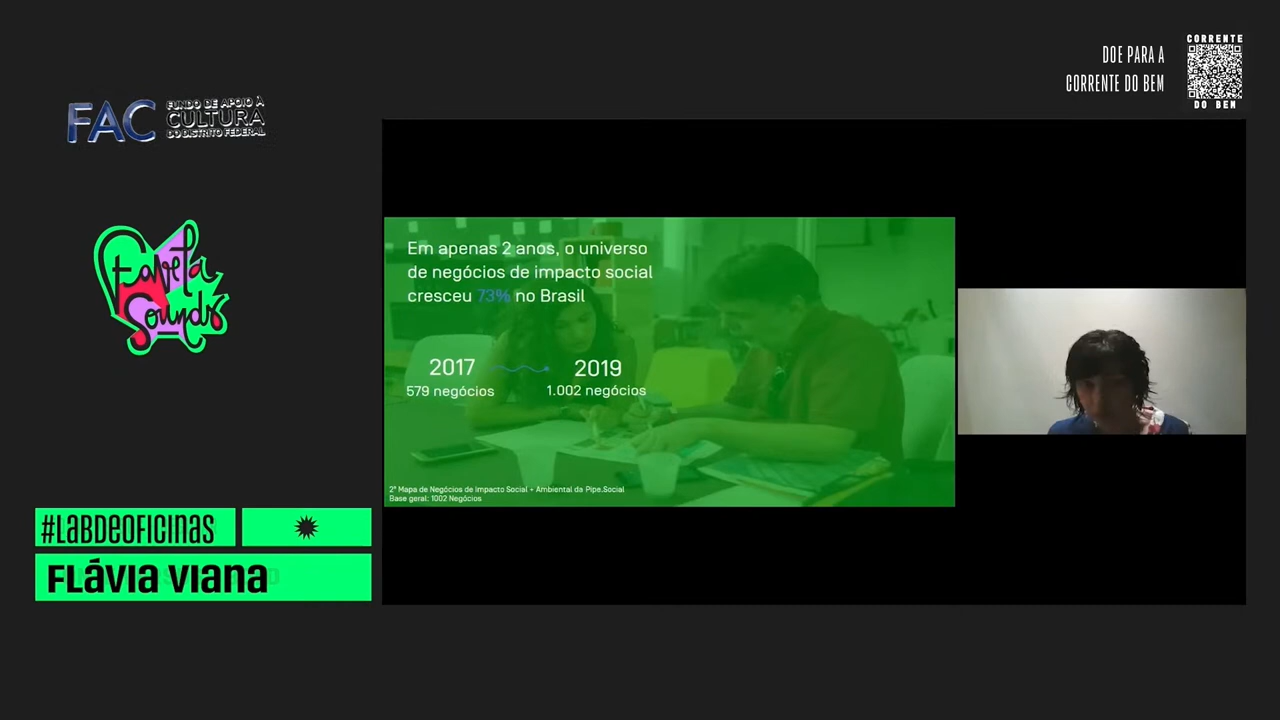 DOE PARA A
CORRENTE DO BEM
CORRENTE
DO BEM
FAC
FUNDO DE APOIO À
CULTURA
DO DISTRITO FEDERAL
favela
Sounds
Em apenas 2 anos, o universo
de negócios de impacto social
cresceu 73% no Brasil
2017
2019
579 negócios
1.002 negócios
2º Mapa de Negócios de Impacto Social + Ambiental da Pipe.Social
Base geral: 1002 Negócios
#LABDEOFICINAS
FLÁVIA VIANA